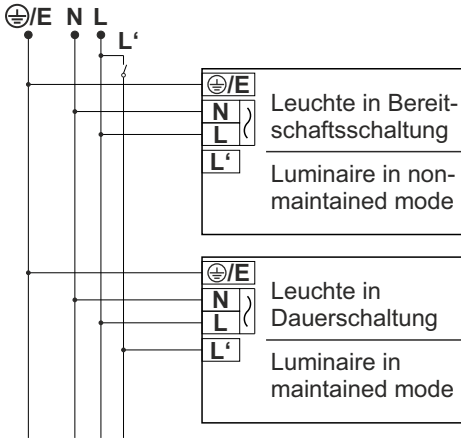 ⏚/E N L
L‘
⏚/E
N
L
L‘
Leuchte in Bereit-
schaftsschaltung
Luminaire in non-
maintained mode
⏚/E
N
L
L‘
Leuchte in
Dauerschaltung
Luminaire in
maintained mode